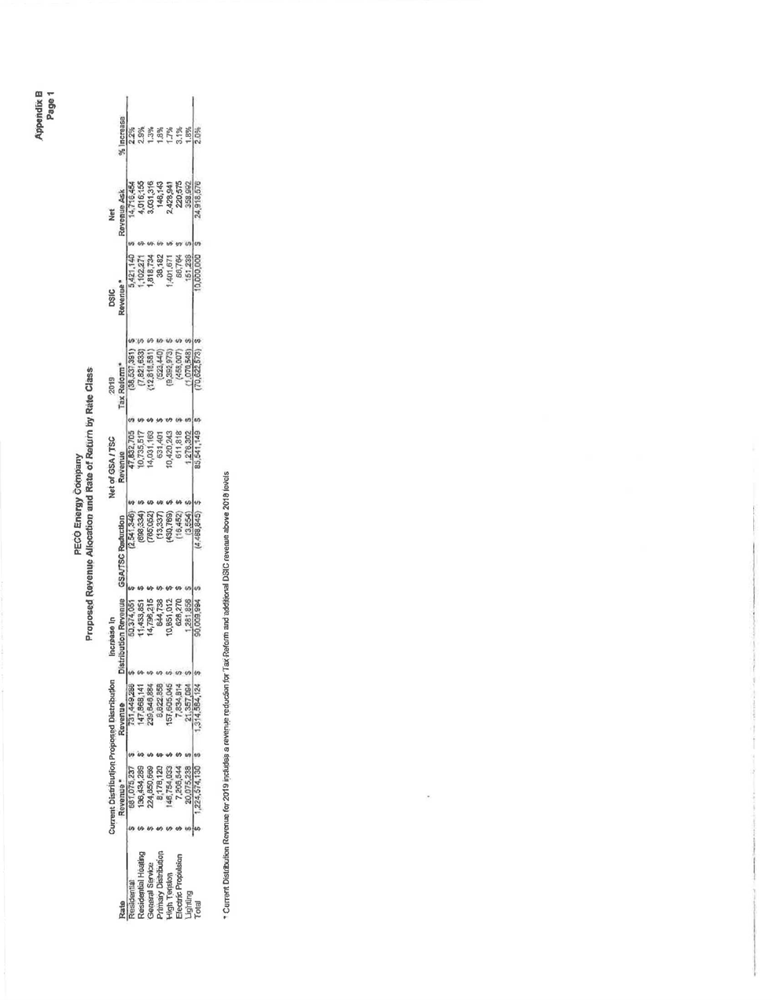 Appendix B
Page 1
PECO Energy Company
Proposed Revenue Allocation and Rate of Return by Rate Class
Current Distribution Proposed Distribution Increase In Net of GSA / TSC 2019 DSIC Net
Rate Revenue * Revenue Distribution Revenue GSA/TSC Reduction Revenue Tax Reform* Revenue * Revenue Ask % Increase
Residential $ 681,075,237 $ 731,449,288 $ 50,374,051 $ (2,541,346) $ 47,832,705 $ (38,537,391) $ 5,421,140 $ 14,716,454 2.2%
Residential Heating $ 136,434,289 $ 147,868,141 $ 11,433,851 $ (698,334) $ 10,735,517 $ (7,821,633) $ 1,102,271 $ 4,016,155 2.9%
General Service $ 224,850,669 $ 239,646,884 $ 14,796,215 $ (765,052) $ 14,031,163 $ (12,818,581) $ 1,818,734 $ 3,031,316 1.3%
Primary Distribution $ 8,178,120 $ 8,822,858 $ 644,738 $ (13,337) $ 631,401 $ (523,440) $ 38,182 $ 146,143 1.8%
High Tension $ 146,754,033 $ 157,605,045 $ 10,851,012 $ (430,769) $ 10,420,243 $ (9,392,973) $ 1,401,671 $ 2,428,941 1.7%
Electric Propulsion $ 7,206,544 $ 7,834,814 $ 628,270 $ (16,452) $ 611,818 $ (458,007) $ 66,764 $ 220,575 3.1%
Lighting $ 20,075,238 $ 21,357,094 $ 1,281,856 $ (3,554) $ 1,278,302 $ (1,070,548) $ 151,238 $ 358,992 1.8%
Total $ 1,224,574,130 $ 1,314,584,124 $ 90,009,994 $ (4,468,845) $ 85,541,149 $ (70,622,573) $ 10,000,000 $ 24,918,576 2.0%
* Current Distribution Revenue for 2019 includes a revenue reduction for Tax Reform and additional DSIC revenue above 2018 levels